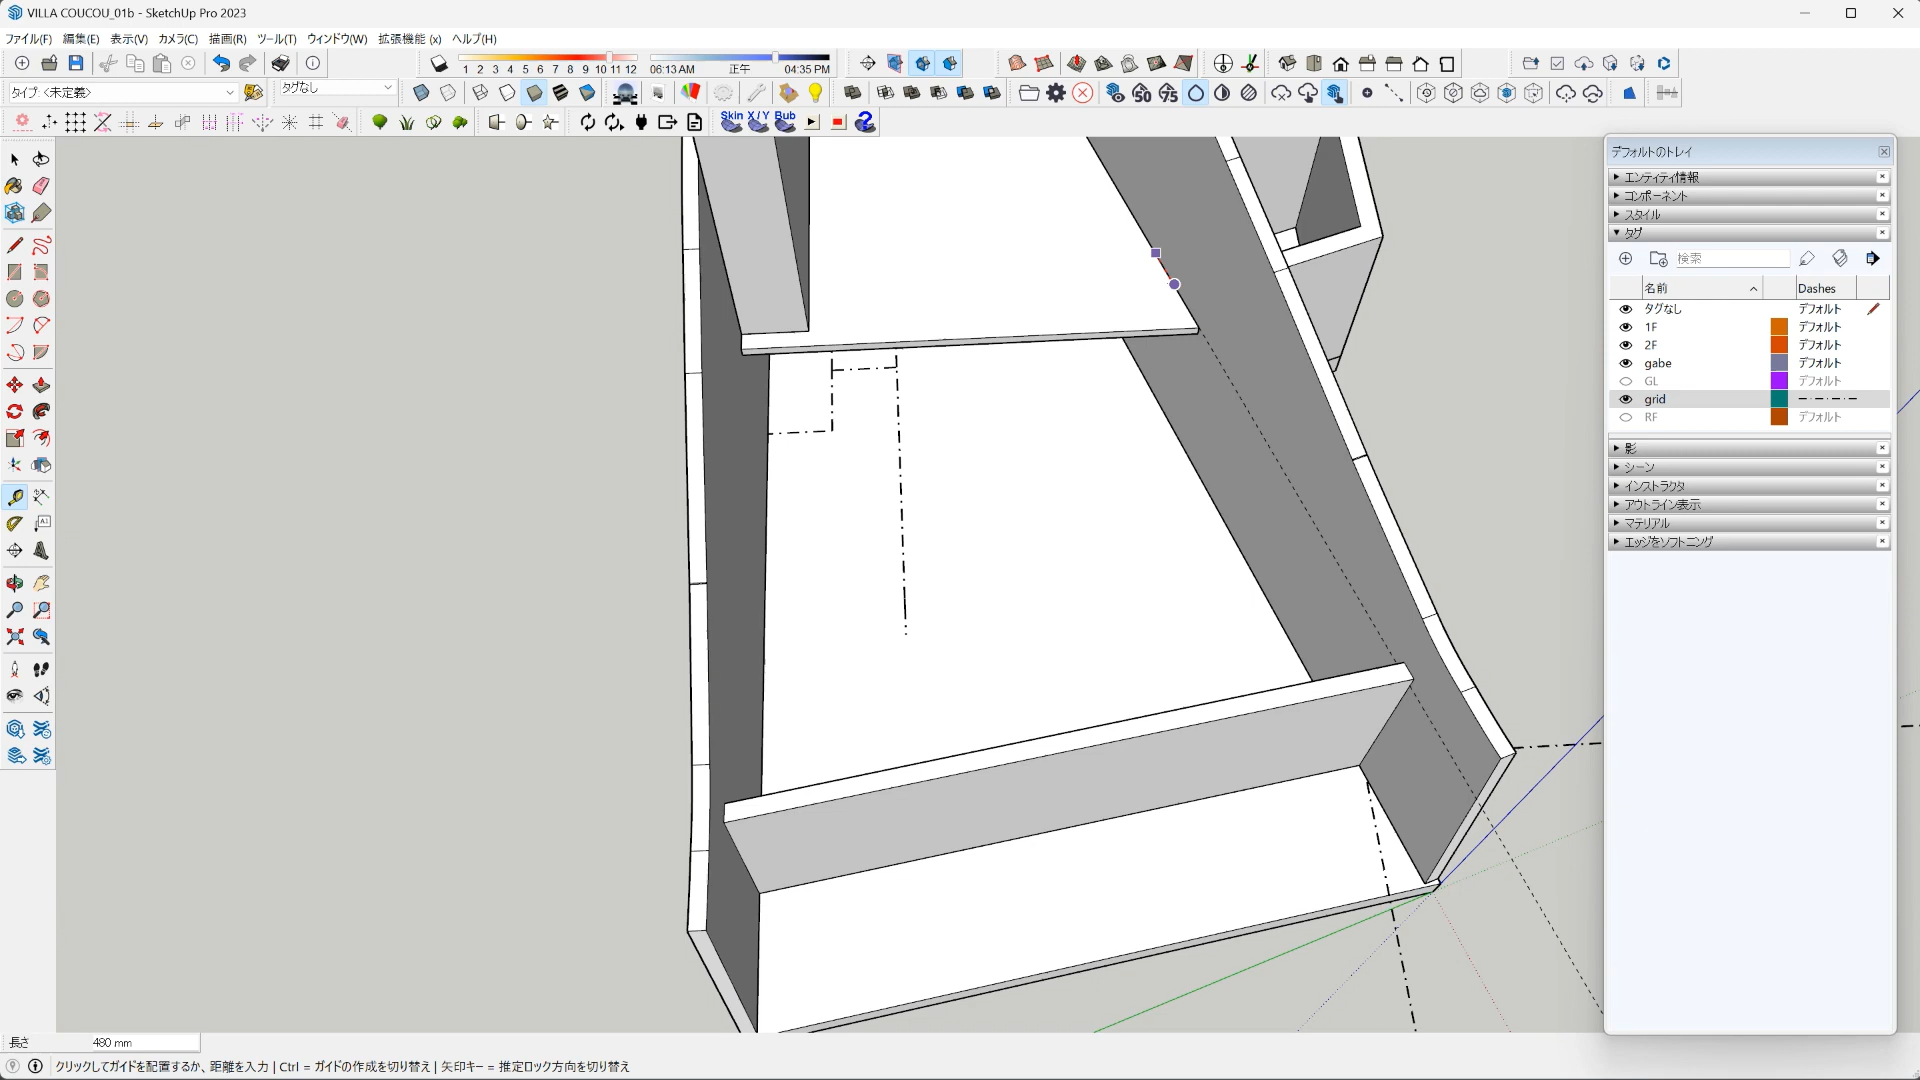 VILLA COUCOU_01b - SketchUp Pro 2023
ファイル(F) 編集(E) 表示(V) カメラ(C) 描画(R) ツール(T) ウィンドウ(W) 拡張機能 (x) ヘルプ(H)
1 2 3 4 5 6 7 8 9 10 11 12 06:13 AM 正午 04:35 PM
タイプ: <未定義> タグなし
50 75
Skin X / Y Bub
A1
デフォルトのトレイ
エンティティ情報
コンポーネント
スタイル
タグ
検索
名前 Dashes
タグなし デフォルト
1F デフォルト
2F デフォルト
gabe デフォルト
GL デフォルト
grid
RF デフォルト
影
シーン
インストラクタ
アウトライン表示
マテリアル
エッジをソフトニング
長さ 480 mm
クリックしてガイドを配置するか、距離を入力 | Ctrl = ガイドの作成を切り替え | 矢印キー = 推定ロック方向を切り替え